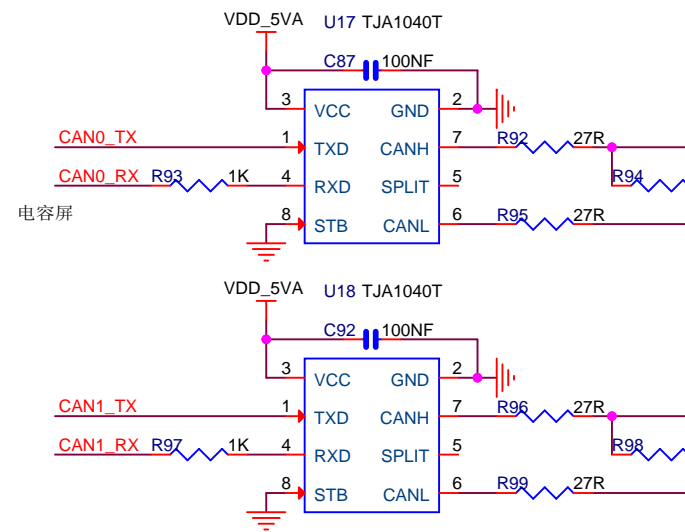 VDD_5VA U17 TJA1040T
C87 100NF
3 VCC GND 2
CAN0_TX 1 TXD CANH 7 R92 27R
CAN0_RX R93 1K 4 RXD SPLIT 5 R94
电容屏
8 STB CANL 6 R95 27R
VDD_5VA U18 TJA1040T
C92 100NF
3 VCC GND 2
CAN1_TX 1 TXD CANH 7 R96 27R
CAN1_RX R97 1K 4 RXD SPLIT 5 R98
8 STB CANL 6 R99 27R